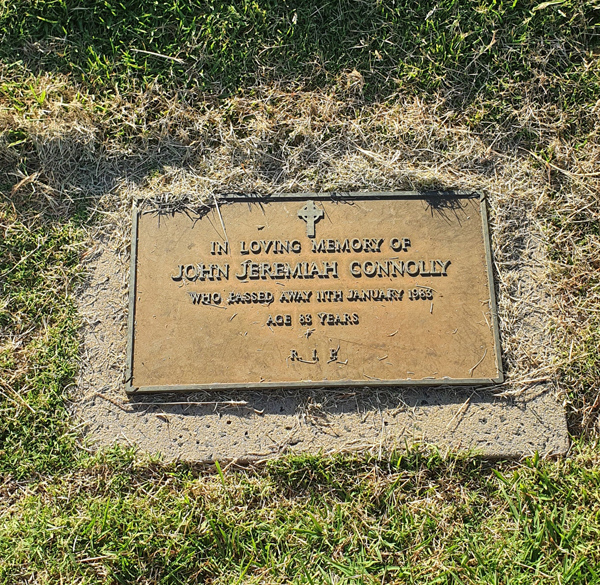 IN LOVING MEMORY OF
JOHN JEREMIAH CONNOLLY
WHO PASSED AWAY 11TH JANUARY
AGE YEARS
R. I. P.